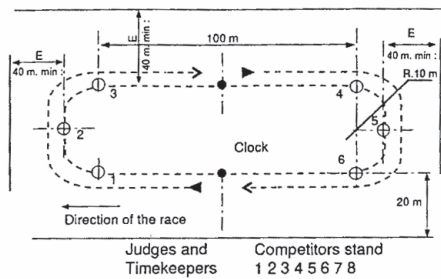 E
40 m. min :
E
40 m. min :
100 m
E
40 m. min :
R.10 m
3
4
2
5
Clock
1
6
20 m
Direction of the race
Judges and
Timekeepers
Competitors stand
1 2 3 4 5 6 7 8